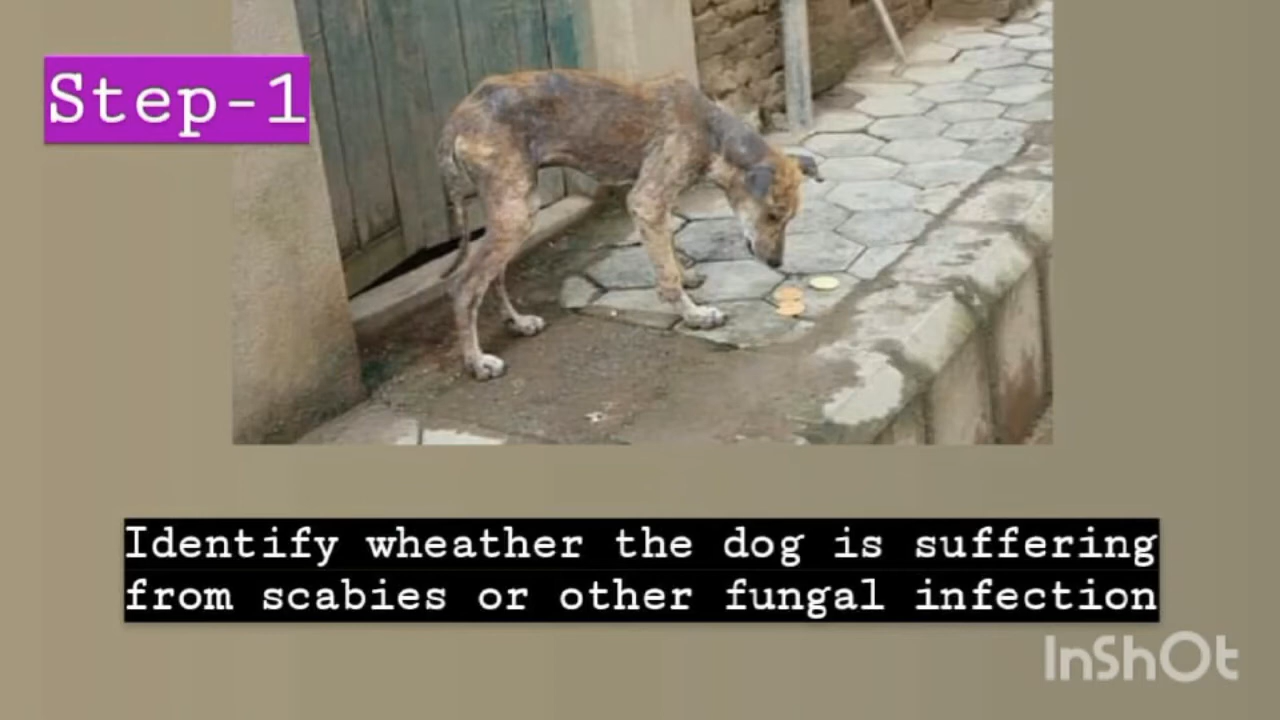 Step-1
Identify wheather the dog is suffering
from scabies or other fungal infection
InShOt